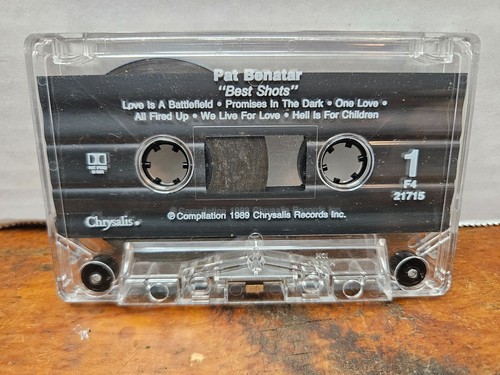 Pat Benatar
"Best Shots"
Love Is A Battlefield • Promises In The Dark • One Love •
All Fired Up • We Live For Love • Hell Is For Children
1
F4
21715
Chrysalis
℗ Compilation 1989 Chrysalis Records Inc.